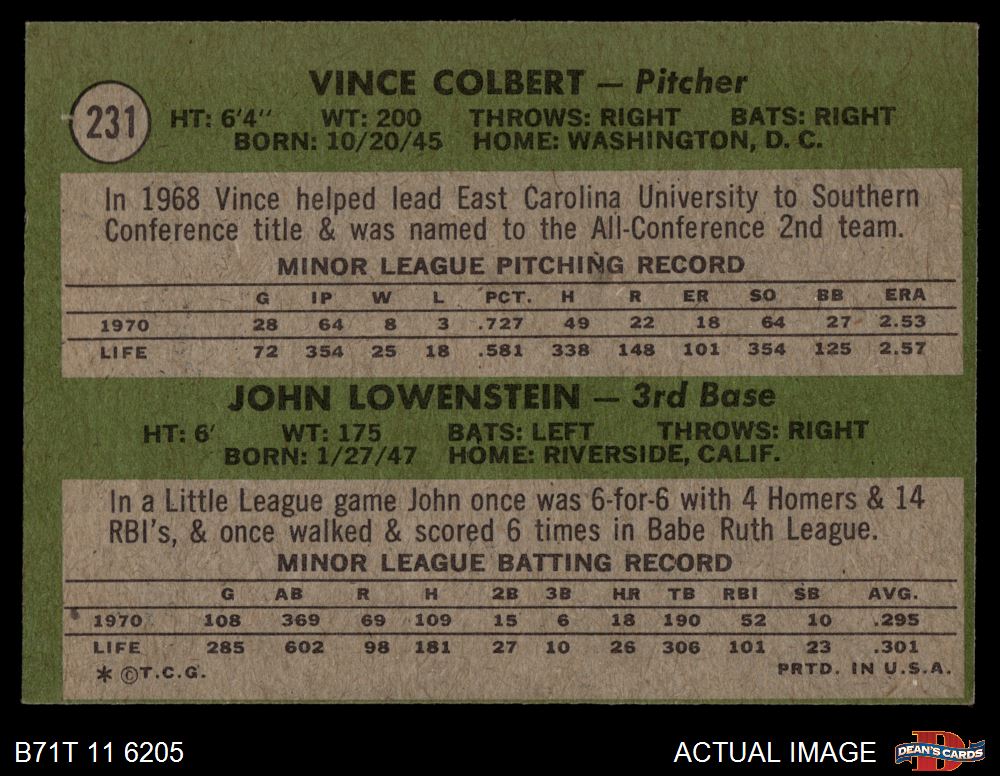 VINCE COLBERT — Pitcher
231
HT: 6'4" WT: 200 THROWS: RIGHT BATS: RIGHT
BORN: 10/20/45 HOME: WASHINGTON, D. C.
In 1968 Vince helped lead East Carolina University to Southern
Conference title & was named to the All-Conference 2nd team.
MINOR LEAGUE PITCHING RECORD
G IP W L PCT. H R ER SO BB ERA
1970 28 64 8 3 .727 49 22 18 64 27 2.53
LIFE 72 354 25 18 .581 338 148 101 354 125 2.57
JOHN LOWENSTEIN — 3rd Base
HT: 6' WT: 175 BATS: LEFT THROWS: RIGHT
BORN: 1/27/47 HOME: RIVERSIDE, CALIF.
In a Little League game John once was 6-for-6 with 4 Homers & 14
RBI's, & once walked & scored 6 times in Babe Ruth League.
MINOR LEAGUE BATTING RECORD
G AB R H 2B 3B HR TB RBI SB AVG.
1970 108 369 69 109 15 6 18 190 52 10 .295
LIFE 285 602 98 181 27 10 26 306 101 23 .301
* ©T.C.G. PRTD. IN U.S.A.
B71T 11 6205 ACTUAL IMAGE DEAN'S CARDS